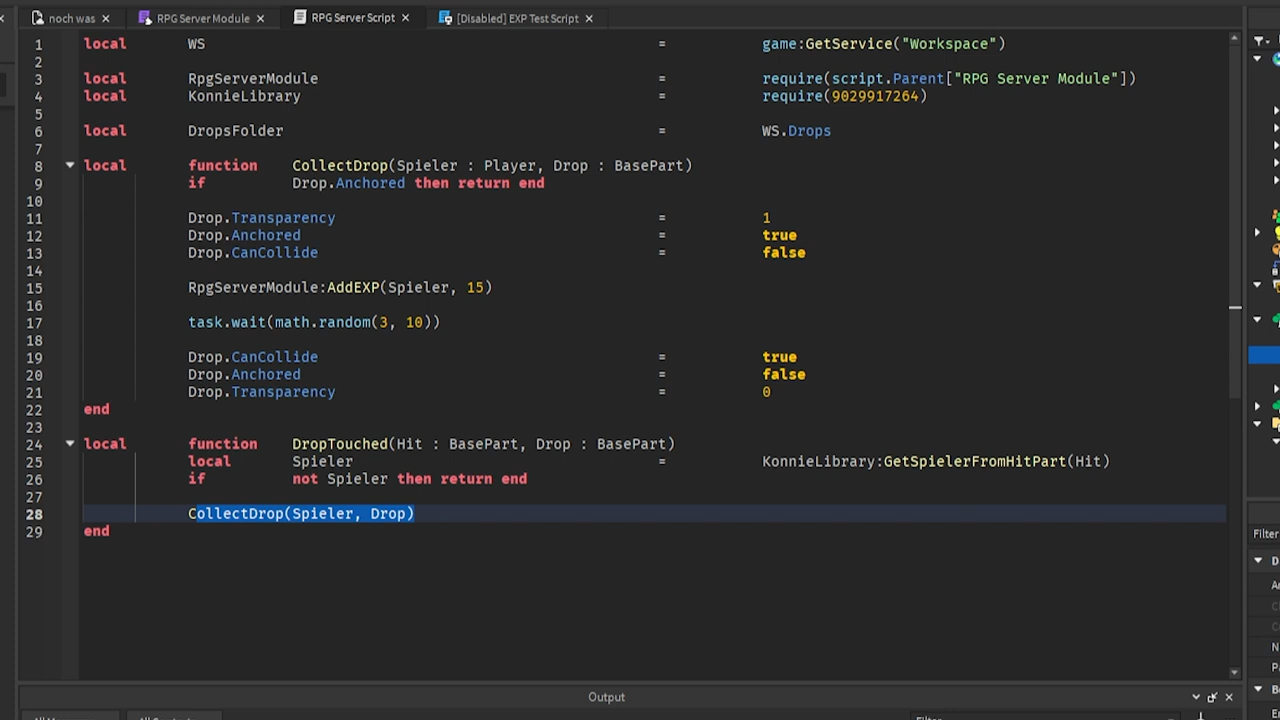 noch was RPG Server Module RPG Server Script [Disabled] EXP Test Script
1 local WS = game:GetService("Workspace")
2
3 local RpgServerModule = require(script.Parent["RPG Server Module"])
4 local KonnieLibrary = require(9029917264)
5
6 local DropsFolder = WS.Drops
7
8 local function CollectDrop(Spieler : Player, Drop : BasePart)
9 if Drop.Anchored then return end
10
11 Drop.Transparency = 1
12 Drop.Anchored = true
13 Drop.CanCollide = false
14
15 RpgServerModule:AddEXP(Spieler, 15)
16
17 task.wait(math.random(3, 10))
18
19 Drop.CanCollide = true
20 Drop.Anchored = false
21 Drop.Transparency = 0
22 end
23
24 local function DropTouched(Hit : BasePart, Drop : BasePart)
25 local Spieler = KonnieLibrary:GetSpielerFromHitPart(Hit)
26 if not Spieler then return end
27
28 CollectDrop(Spieler, Drop)
29 end
Filter
Output